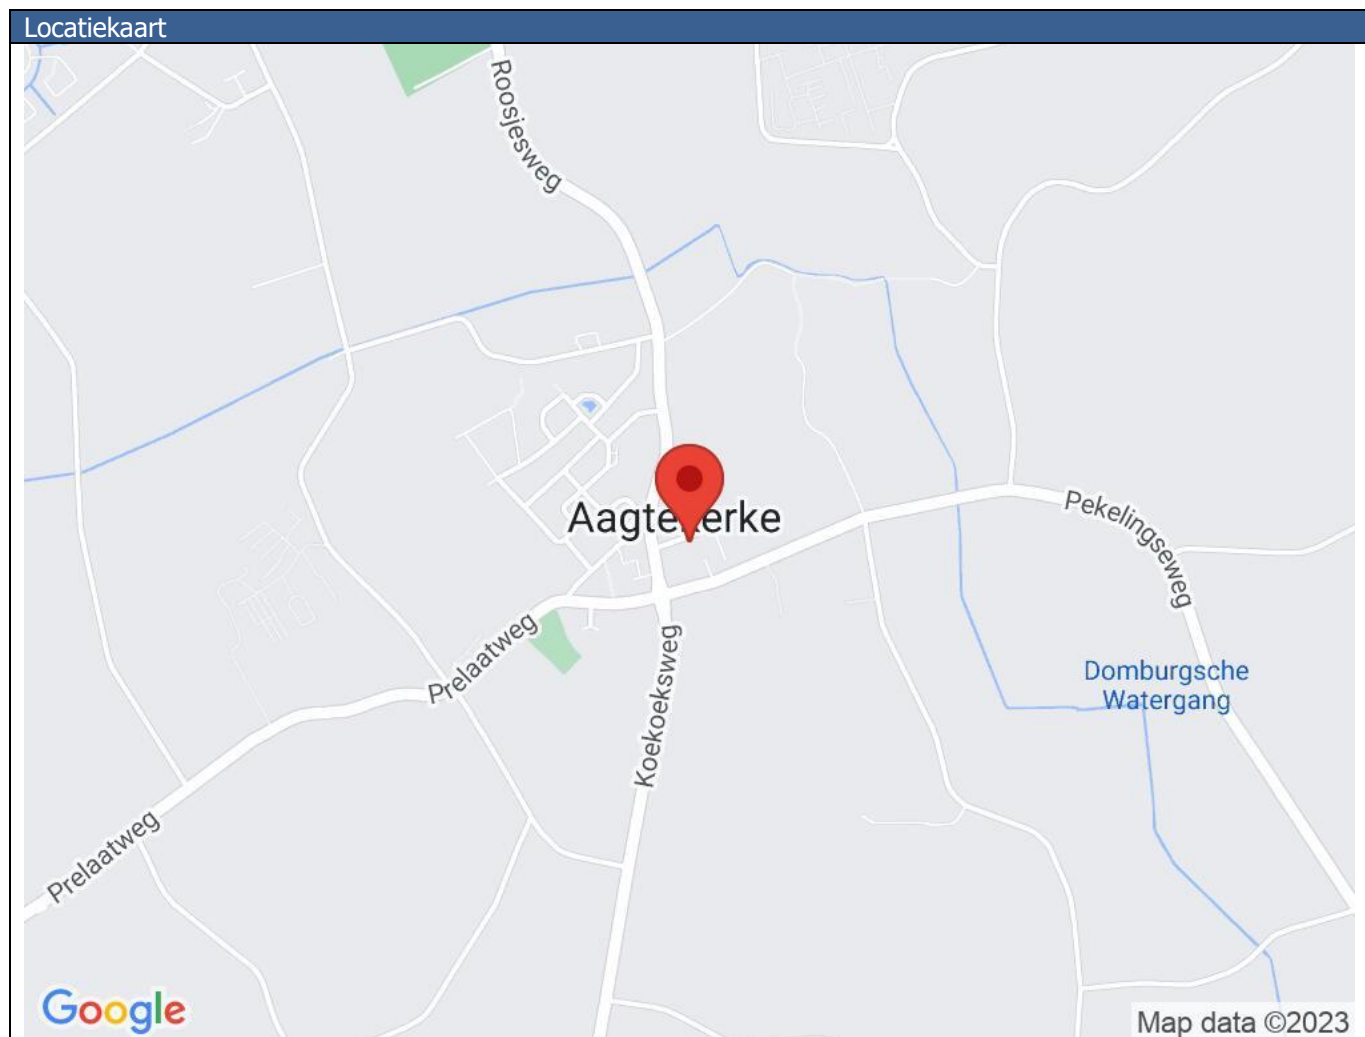 Locatiekaart
Roosjesweg
Aagtekerke
Pekelingseweg
Prelaatweg
Prelaatweg
Koekoeksweg
Domburgsche
Watergang
Google
Map data ©2023